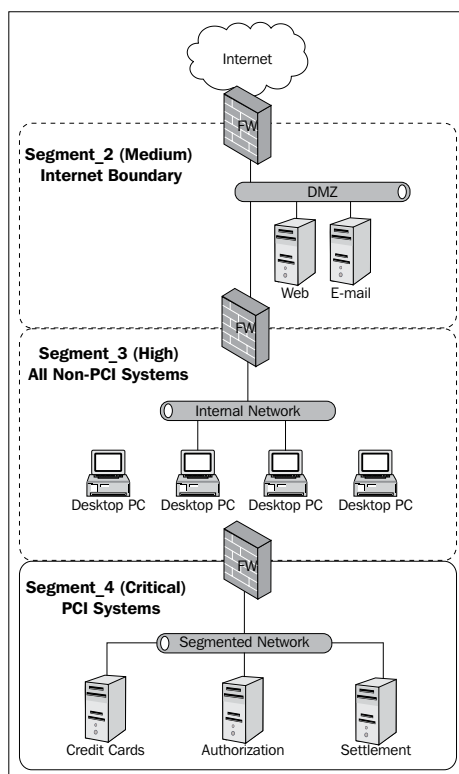 Internet
FW
Segment_2 (Medium)
Internet Boundary
DMZ
Web
E-mail
FW
Segment_3 (High)
All Non-PCI Systems
Internal Network
Desktop PC
Desktop PC
Desktop PC
Desktop PC
FW
Segment_4 (Critical)
PCI Systems
Segmented Network
Credit Cards
Authorization
Settlement